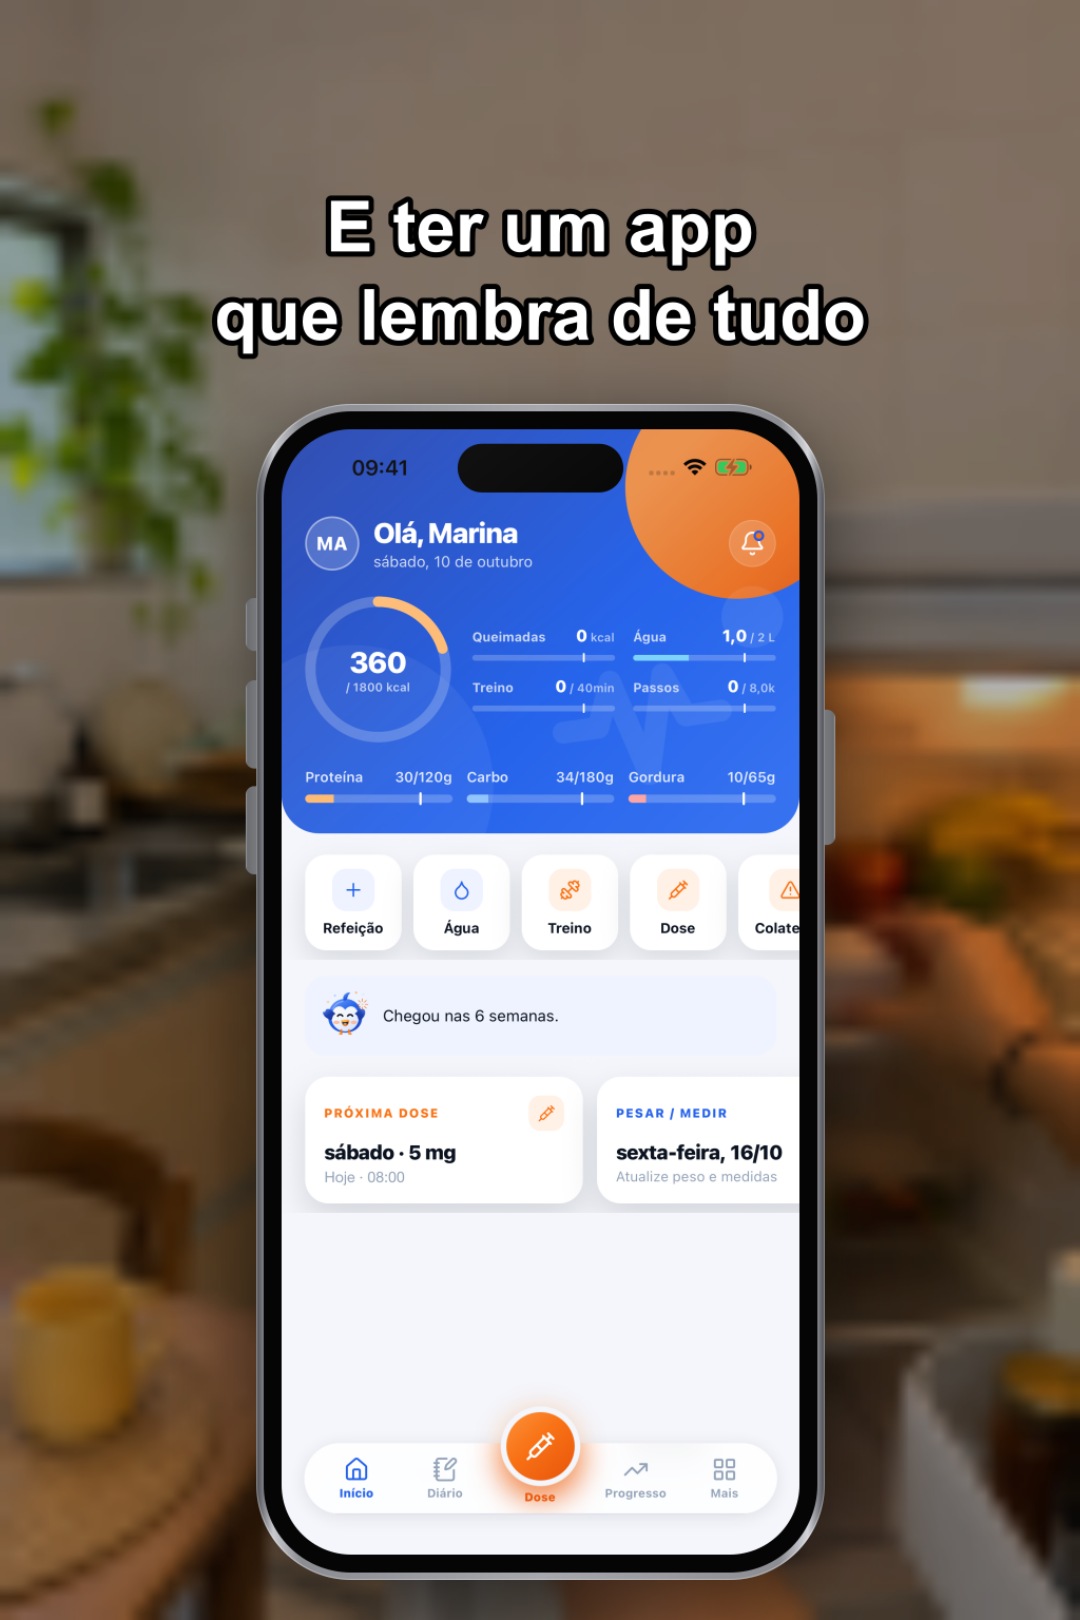 E ter um app
que lembra de tudo
09:41
MA
Olá, Marina
sábado, 10 de outubro
360
/ 1800 kcal
Queimadas 0 kcal
Água 1,0 / 2 L
Treino 0 / 40min
Passos 0 / 8,0k
Proteína 30/120g
Carbo 34/180g
Gordura 10/65g
Refeição
Água
Treino
Dose
Colate
Chegou nas 6 semanas.
PRÓXIMA DOSE
sábado · 5 mg
Hoje · 08:00
PESAR / MEDIR
sexta-feira, 16/10
Atualize peso e medidas
Início
Diário
Dose
Progresso
Mais